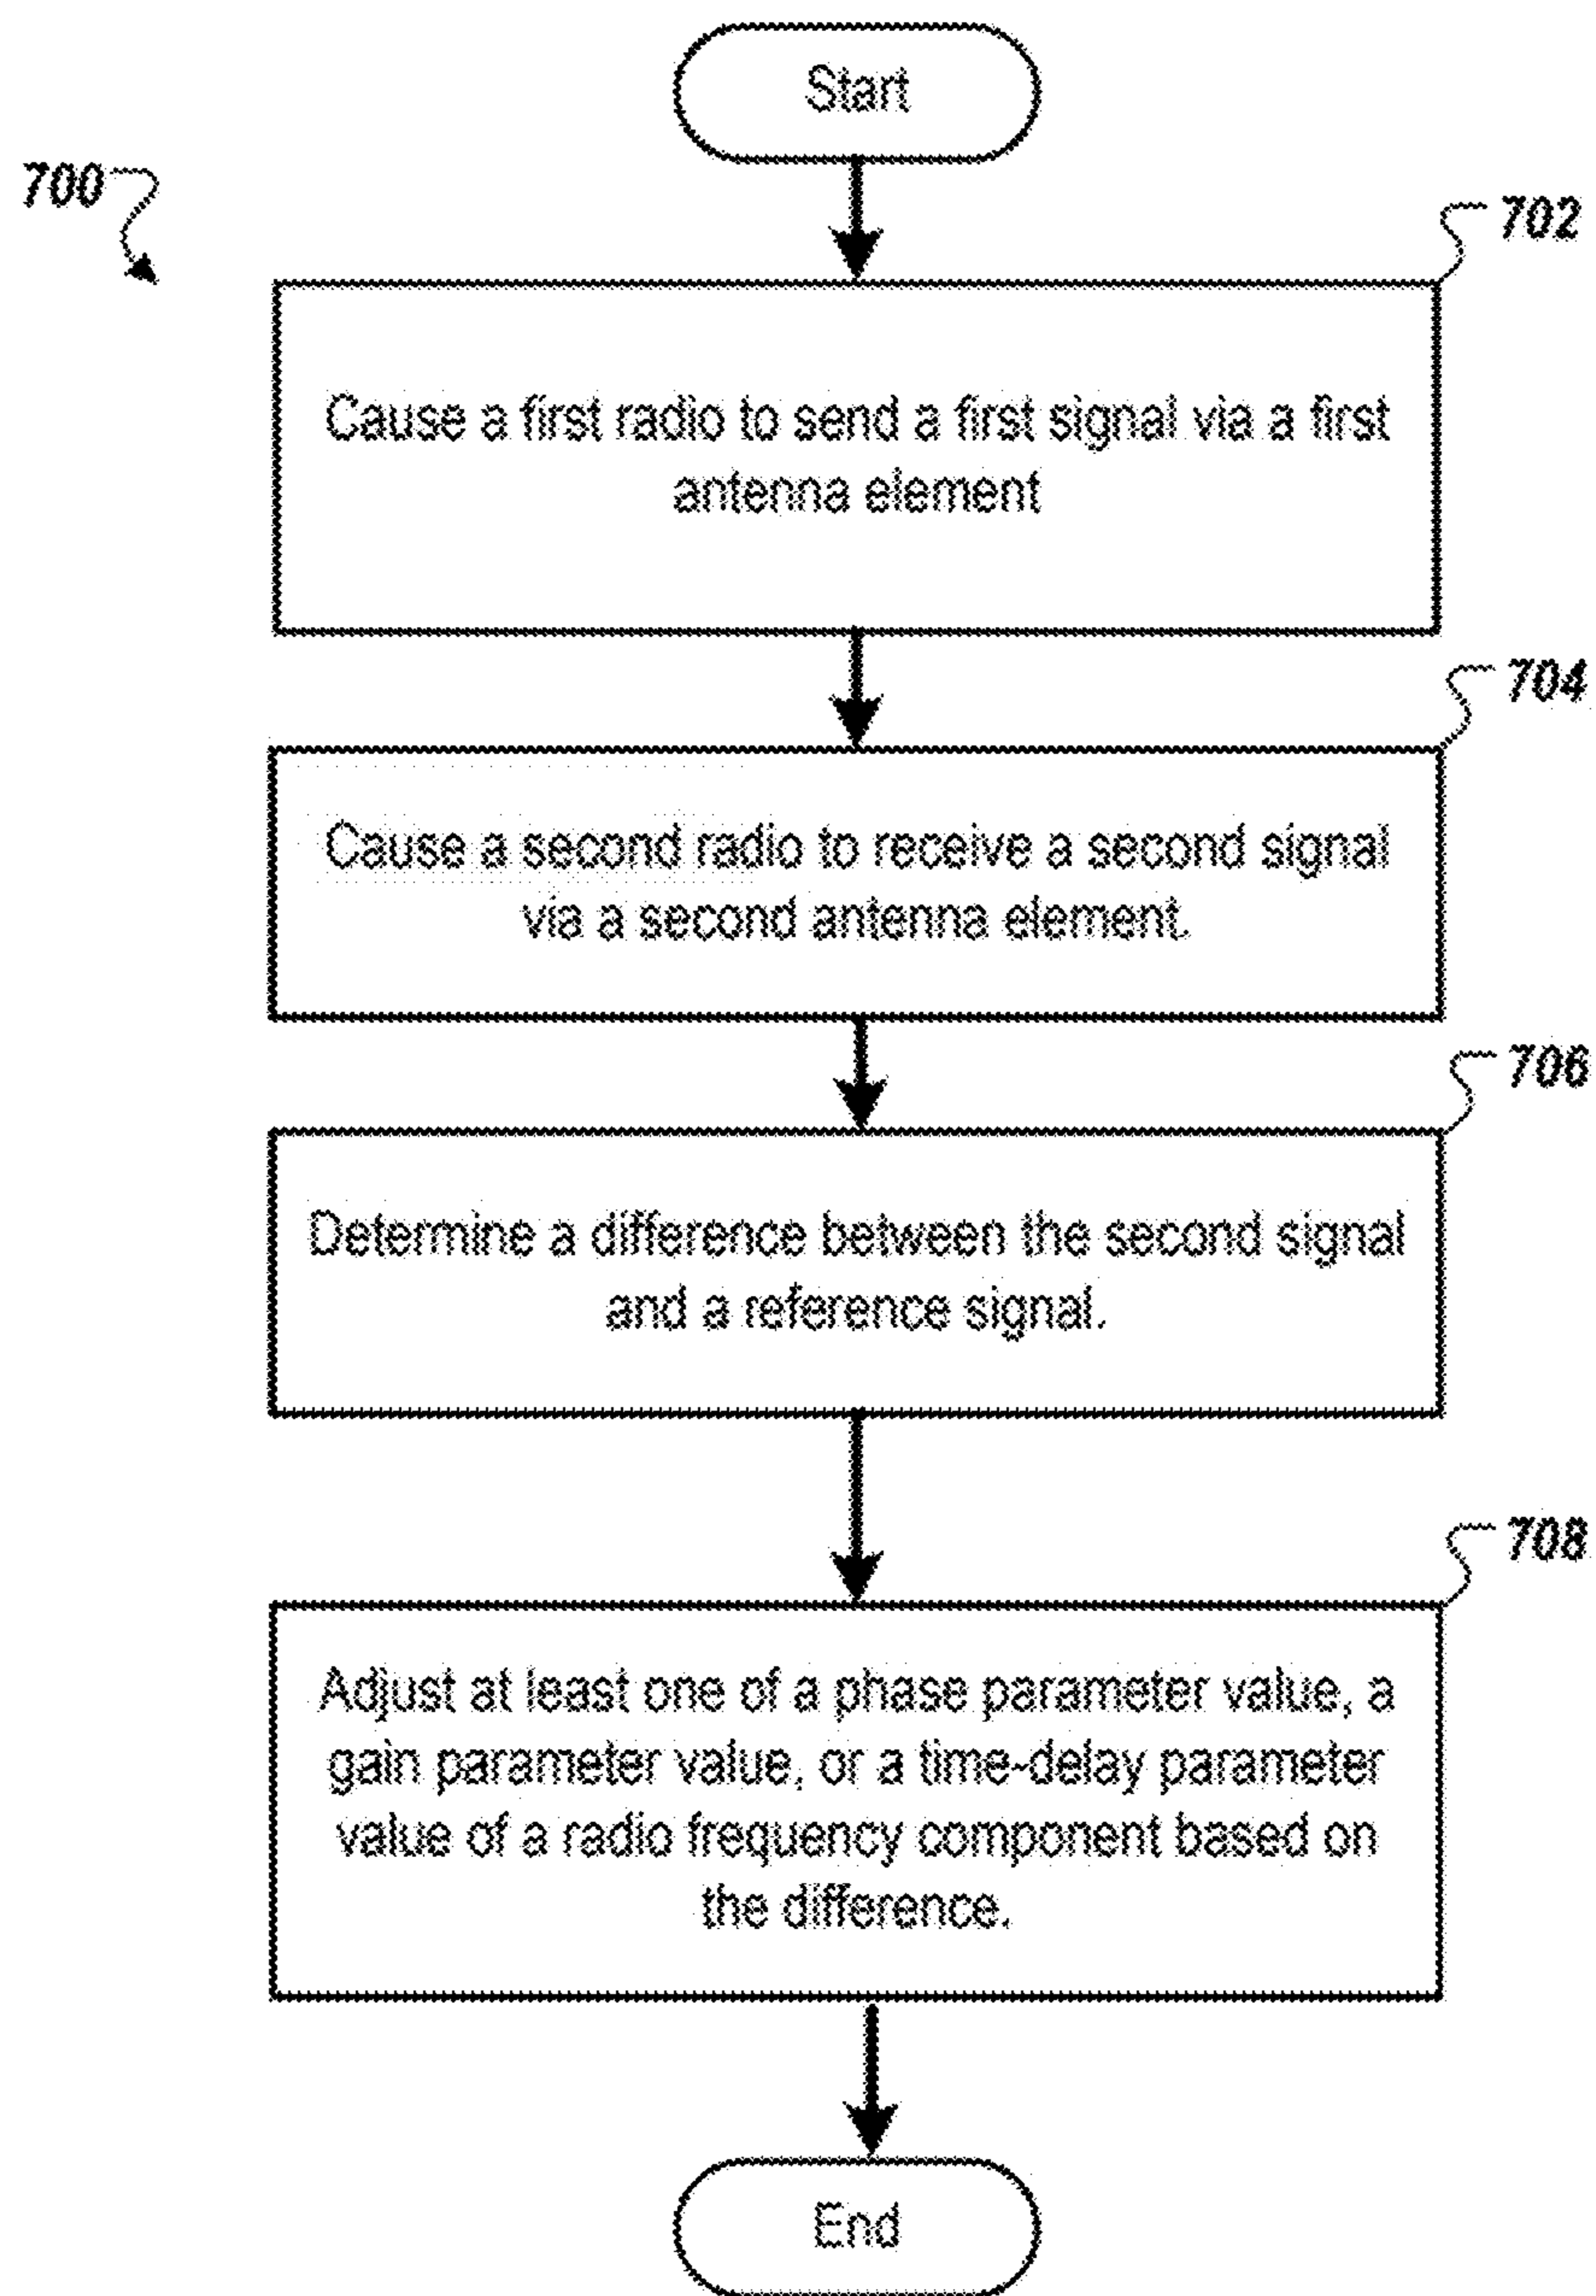 Start
700
702
Cause a first radio to send a first signal via a first
antenna element
704
Cause a second radio to receive a second signal
via a second antenna element.
706
Determine a difference between the second signal
and a reference signal.
708
Adjust at least one of a phase parameter value, a
gain parameter value, or a time-delay parameter
value of a radio frequency component based on
the difference.
End